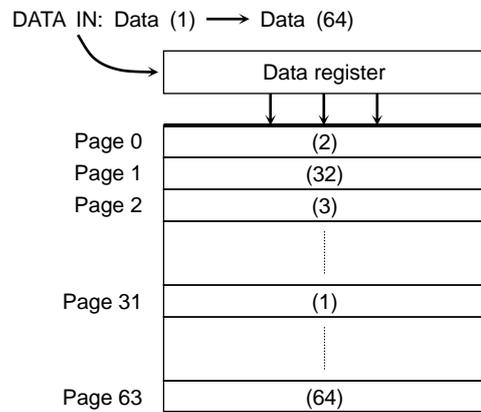 DATA IN: Data (1) → Data (64)
Data register
Page 0 (2)
Page 1 (32)
Page 2 (3)
Page 31 (1)
Page 63 (64)